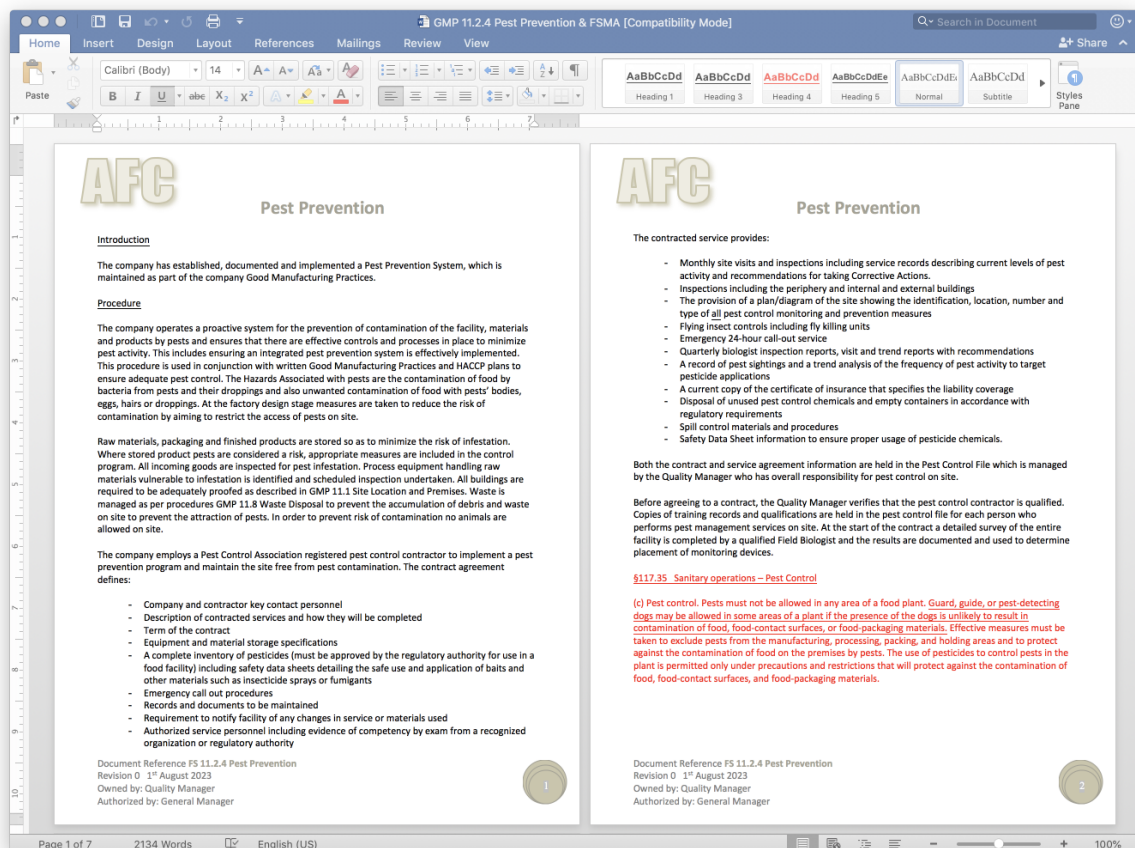 GMP 11.2.4 Pest Prevention & FSMA [Compatibility Mode]
Search in Document
Home Insert Design Layout References Mailings Review View
Share
Paste
Calibri (Body) 14
AaBbCcDd AaBbCcDd AaBbCcDd AaBbCcDdEe AaBbCcDdEe AaBbCcDd
Heading 1 Heading 3 Heading 4 Heading 5 Normal Subtitle
Styles
Pane
B I U abc X₂ X²
1 2 3 4 5 6 7
AFC
Pest Prevention
Introduction
The company has established, documented and implemented a Pest Prevention System, which is
maintained as part of the company Good Manufacturing Practices.
Procedure
The company operates a proactive system for the prevention of contamination of the facility, materials
and products by pests and ensures that there are effective controls and processes in place to minimize
pest activity. This includes ensuring an integrated pest prevention system is effectively implemented.
This procedure is used in conjunction with written Good Manufacturing Practices and HACCP plans to
ensure adequate pest control. The Hazards Associated with pests are the contamination of food by
bacteria from pests and their droppings and also unwanted contamination of food with pests' bodies,
eggs, hairs or droppings. At the factory design stage measures are taken to reduce the risk of
contamination by aiming to restrict the access of pests on site.
Raw materials, packaging and finished products are stored so as to minimize the risk of infestation.
Where stored product pests are considered a risk, appropriate measures are included in the control
program. All incoming goods are inspected for pest infestation. Process equipment handling raw
materials vulnerable to infestation is identified and scheduled inspection undertaken. All buildings are
required to be adequately proofed as described in GMP 11.1 Site Location and Premises. Waste is
managed as per procedures GMP 11.8 Waste Disposal to prevent the accumulation of debris and waste
on site to prevent the attraction of pests. In order to prevent risk of contamination no animals are
allowed on site.
The company employs a Pest Control Association registered pest control contractor to implement a pest
prevention program and maintain the site free from pest contamination. The contract agreement
defines:
- Company and contractor key contact personnel
- Description of contracted services and how they will be completed
- Term of the contract
- Equipment and material storage specifications
- A complete inventory of pesticides (must be approved by the regulatory authority for use in a
food facility) including safety data sheets detailing the safe use and application of baits and
other materials such as insecticide sprays or fumigants
- Emergency call out procedures
- Records and documents to be maintained
- Requirement to notify facility of any changes in service or materials used
- Authorized service personnel including evidence of competency by exam from a recognized
organization or regulatory authority
Document Reference FS 11.2.4 Pest Prevention
Revision 0 1st August 2023
Owned by: Quality Manager
Authorized by: General Manager
1
AFC
Pest Prevention
The contracted service provides:
- Monthly site visits and inspections including service records describing current levels of pest
activity and recommendations for taking Corrective Actions.
- Inspections including the periphery and internal and external buildings
- The provision of a plan/diagram of the site showing the identification, location, number and
type of all pest control monitoring and prevention measures
- Flying insect controls including fly killing units
- Emergency 24-hour call-out service
- Quarterly biologist inspection reports, visit and trend reports with recommendations
- A record of pest sightings and a trend analysis of the frequency of pest activity to target
pesticide applications
- A current copy of the certificate of insurance that specifies the liability coverage
- Disposal of unused pest control chemicals and empty containers in accordance with
regulatory requirements
- Spill control materials and procedures
- Safety Data Sheet information to ensure proper usage of pesticide chemicals.
Both the contract and service agreement information are held in the Pest Control File which is managed
by the Quality Manager who has overall responsibility for pest control on site.
Before agreeing to a contract, the Quality Manager verifies that the pest control contractor is qualified.
Copies of training records and qualifications are held in the pest control file for each person who
performs pest management services on site. At the start of the contract a detailed survey of the entire
facility is completed by a qualified Field Biologist and the results are documented and used to determine
placement of monitoring devices.
§117.35 Sanitary operations – Pest Control
(c) Pest control. Pests must not be allowed in any area of a food plant. Guard, guide, or pest-detecting
dogs may be allowed in some areas of a plant if the presence of the dogs is unlikely to result in
contamination of food, food-contact surfaces, or food-packaging materials. Effective measures must be
taken to exclude pests from the manufacturing, processing, packing, and holding areas and to protect
against the contamination of food on the premises by pests. The use of pesticides to control pests in the
plant is permitted only under precautions and restrictions that will protect against the contamination of
food, food-contact surfaces, and food-packaging materials.
Document Reference FS 11.2.4 Pest Prevention
Revision 0 1st August 2023
Owned by: Quality Manager
Authorized by: General Manager
2
Page 1 of 7 2134 Words English (US) 100%